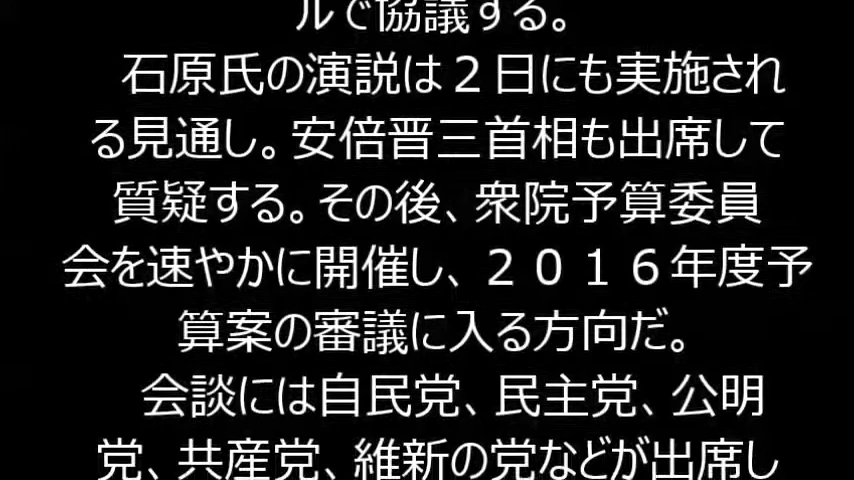 ルで協議する。
石原氏の演説は２日にも実施され
る見通し。安倍晋三首相も出席して
質疑する。その後、衆院予算委員
会を速やかに開催し、２０１６年度予
算案の審議に入る方向だ。
会談には自民党、民主党、公明
党、共産党、維新の党などが出席し